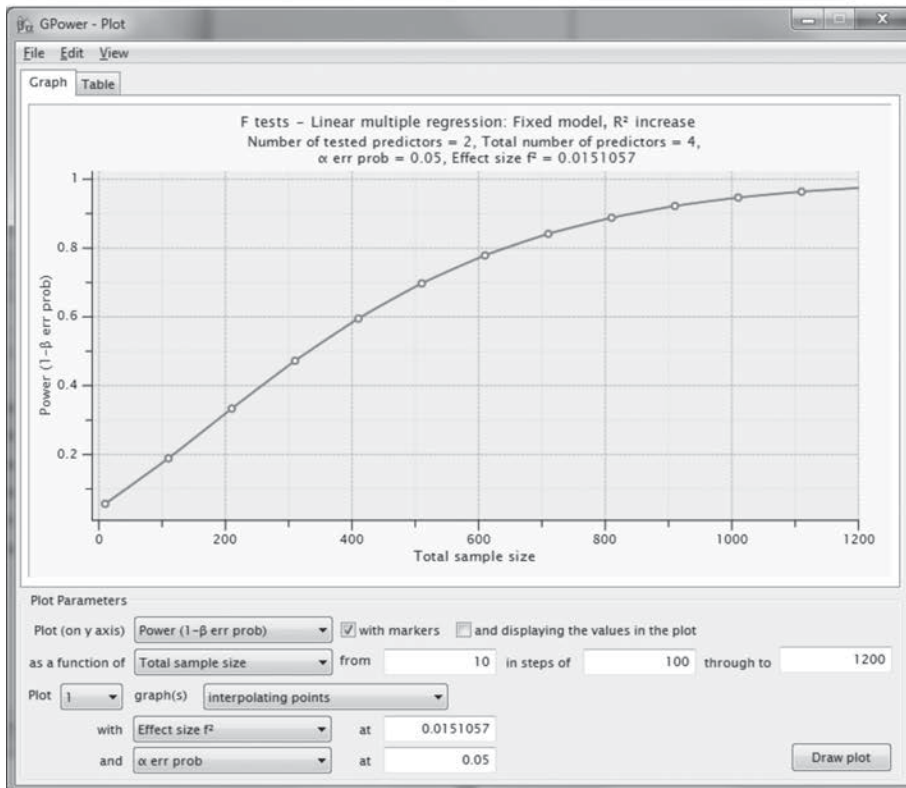 GPower - Plot
File Edit View
Graph Table
F tests – Linear multiple regression: Fixed model, R² increase
Number of tested predictors = 2, Total number of predictors = 4,
α err prob = 0.05, Effect size f² = 0.0151057
Power (1-β err prob)
1
0.8
0.6
0.4
0.2
0 200 400 600 800 1000 1200
Total sample size
Plot Parameters
Plot (on y axis) Power (1-β err prob) with markers and displaying the values in the plot
as a function of Total sample size from 10 in steps of 100 through to 1200
Plot 1 graph(s) interpolating points
with Effect size f² at 0.0151057
and α err prob at 0.05
Draw plot